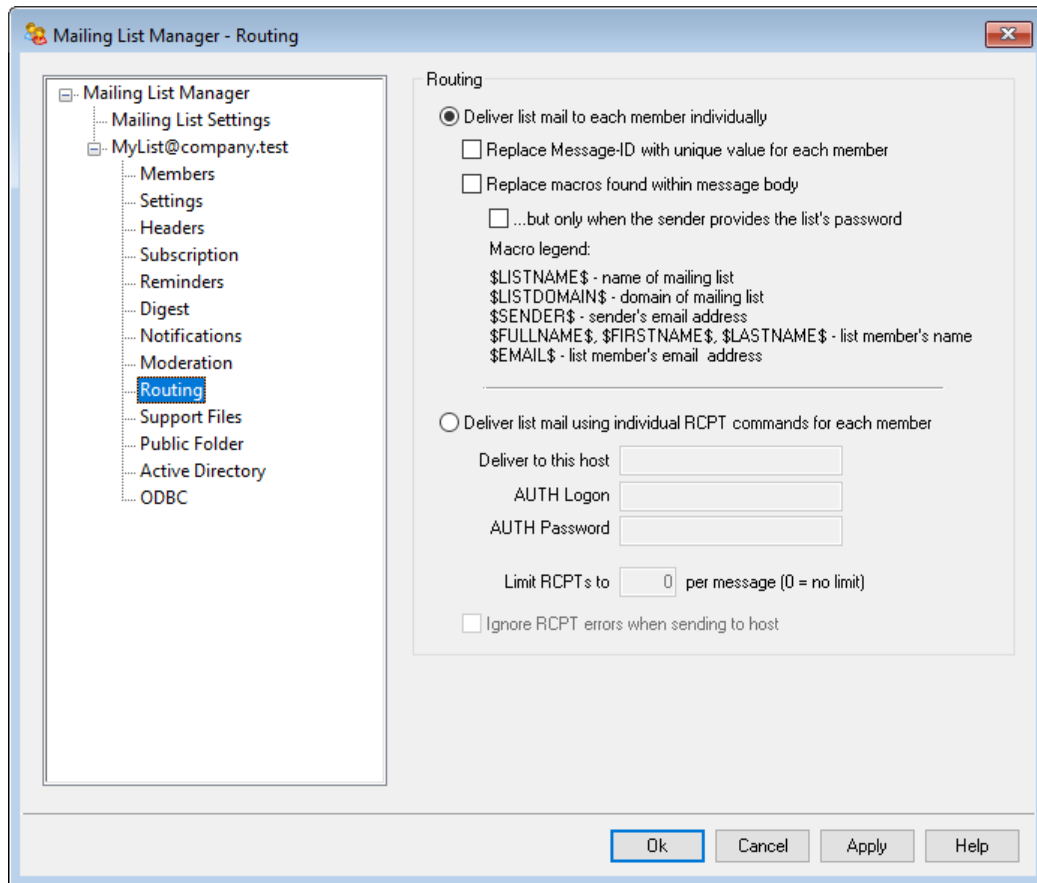 Mailing List Manager - Routing
Mailing List Manager
Mailing List Settings
MyList@company.test
Members
Settings
Headers
Subscription
Reminders
Digest
Notifications
Moderation
Routing
Support Files
Public Folder
Active Directory
ODBC
Routing
Deliver list mail to each member individually
Replace Message-ID with unique value for each member
Replace macros found within message body
...but only when the sender provides the list's password
Macro legend:
$LISTNAME$ - name of mailing list
$LISTDOMAIN$ - domain of mailing list
$SENDER$ - sender's email address
$FULLNAME$, $FIRSTNAME$, $LASTNAME$ - list member's name
$EMAIL$ - list member's email  address
Deliver list mail using individual RCPT commands for each member
Deliver to this host
AUTH Logon
AUTH Password
Limit RCPTs to 0 per message (0 = no limit)
Ignore RCPT errors when sending to host
Ok Cancel Apply Help